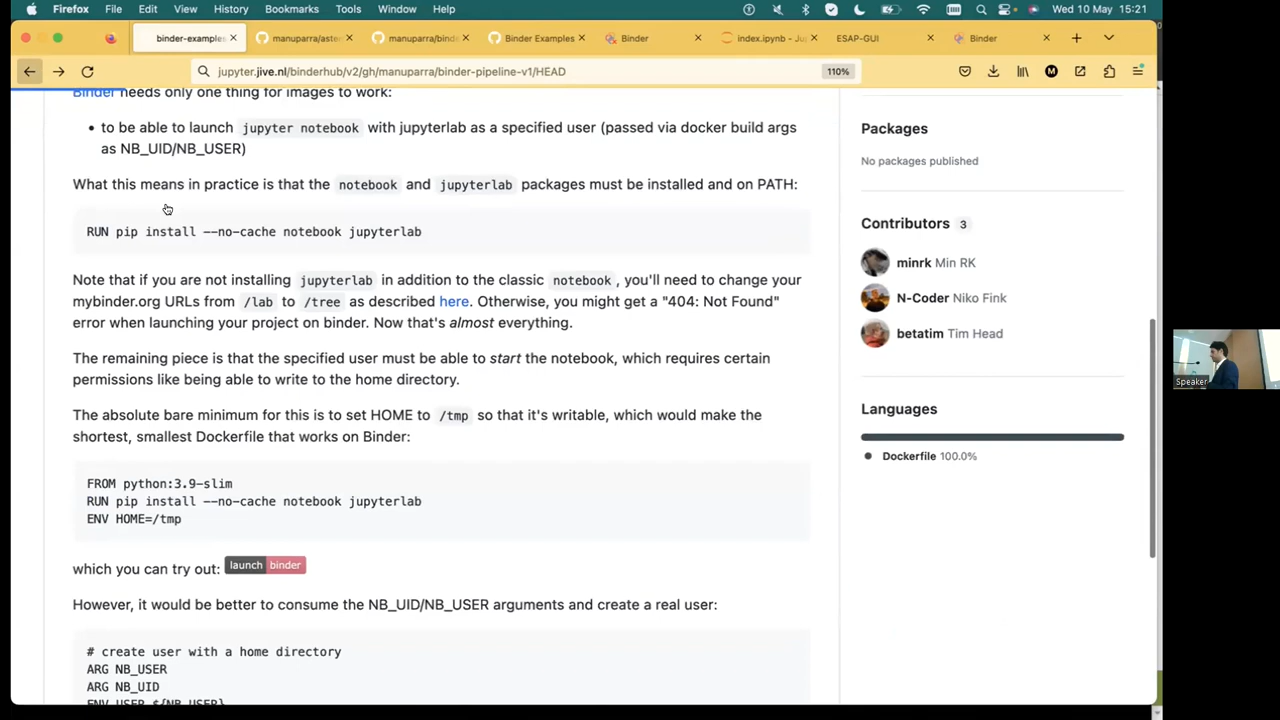 Firefox File Edit View History Bookmarks Tools Window Help Wed 10 May 15:21
binder-examples manuparra/aster manuparra/binde Binder Examples Binder index.ipynb - Jup ESAP-GUI Binder
jupyter.jive.nl/binderhub/v2/gh/manuparra/binder-pipeline-v1/HEAD 110% M
Binder needs only one thing for images to work:
• to be able to launch jupyter notebook with jupyterlab as a specified user (passed via docker build args
as NB_UID/NB_USER)
What this means in practice is that the notebook and jupyterlab packages must be installed and on PATH:
RUN pip install --no-cache notebook jupyterlab
Note that if you are not installing jupyterlab in addition to the classic notebook, you'll need to change your
mybinder.org URLs from /lab to /tree as described here. Otherwise, you might get a "404: Not Found"
error when launching your project on binder. Now that's almost everything.
The remaining piece is that the specified user must be able to start the notebook, which requires certain
permissions like being able to write to the home directory.
The absolute bare minimum for this is to set HOME to /tmp so that it's writable, which would make the
shortest, smallest Dockerfile that works on Binder:
FROM python:3.9-slim
RUN pip install --no-cache notebook jupyterlab
ENV HOME=/tmp
which you can try out: launch binder
However, it would be better to consume the NB_UID/NB_USER arguments and create a real user:
# create user with a home directory
ARG NB_USER
ARG NB_UID
ENV USER ${NB_USER}
Packages
No packages published
Contributors 3
minrk Min RK
N-Coder Niko Fink
betatim Tim Head
Languages
Dockerfile 100.0%
Speaker